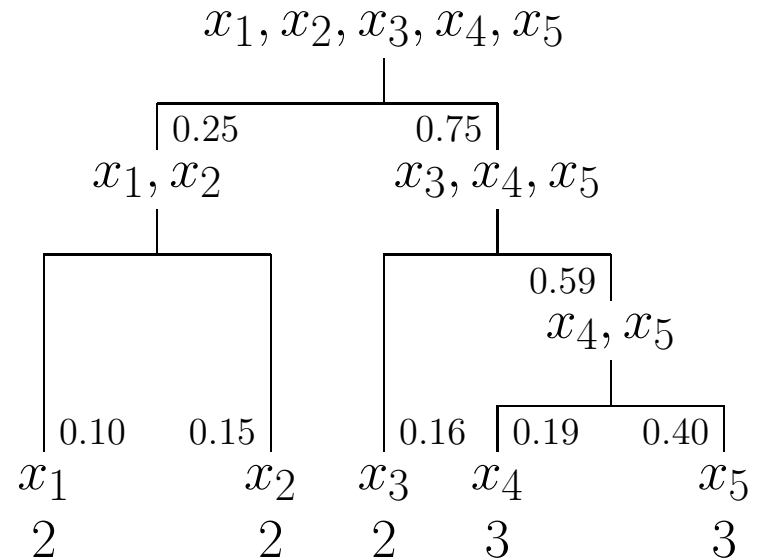 x₁, x₂, x₃, x₄, x₅
0.25 0.75
x₁, x₂ x₃, x₄, x₅
0.59
x₄, x₅
0.10 0.15 0.16 0.19 0.40
x₁ x₂ x₃ x₄ x₅
2 2 2 3 3